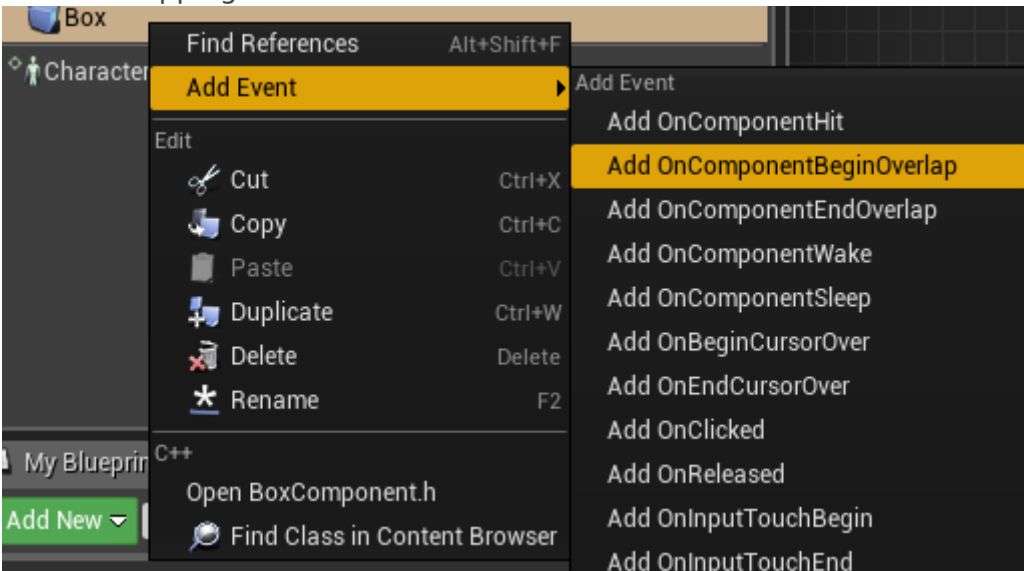 Box
Character
Find References Alt+Shift+F
Add Event
Edit
Cut Ctrl+X
Copy Ctrl+C
Paste Ctrl+V
Duplicate Ctrl+W
Delete Delete
Rename F2
C++
Open BoxComponent.h
Find Class in Content Browser
Add Event
Add OnComponentHit
Add OnComponentBeginOverlap
Add OnComponentEndOverlap
Add OnComponentWake
Add OnComponentSleep
Add OnBeginCursorOver
Add OnEndCursorOver
Add OnClicked
Add OnReleased
Add OnInputTouchBegin
Add OnInputTouchEnd
My Blueprin
Add New